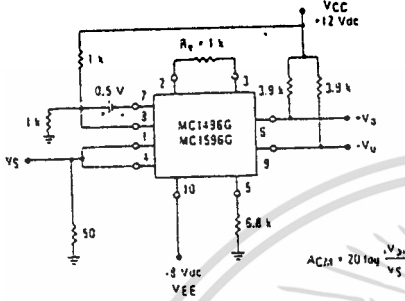 VCC
+12 Vdc
Re = 1 k
1 k
2
3
3.9 k
3.9 k
0.5 V
7
1 k
8
MC1496G
MC1596G
6
+Vo
1
VS
4
9
-Vo
10
5
50
6.8 k
-8 Vdc
VEE
ACM = 20 log
VS